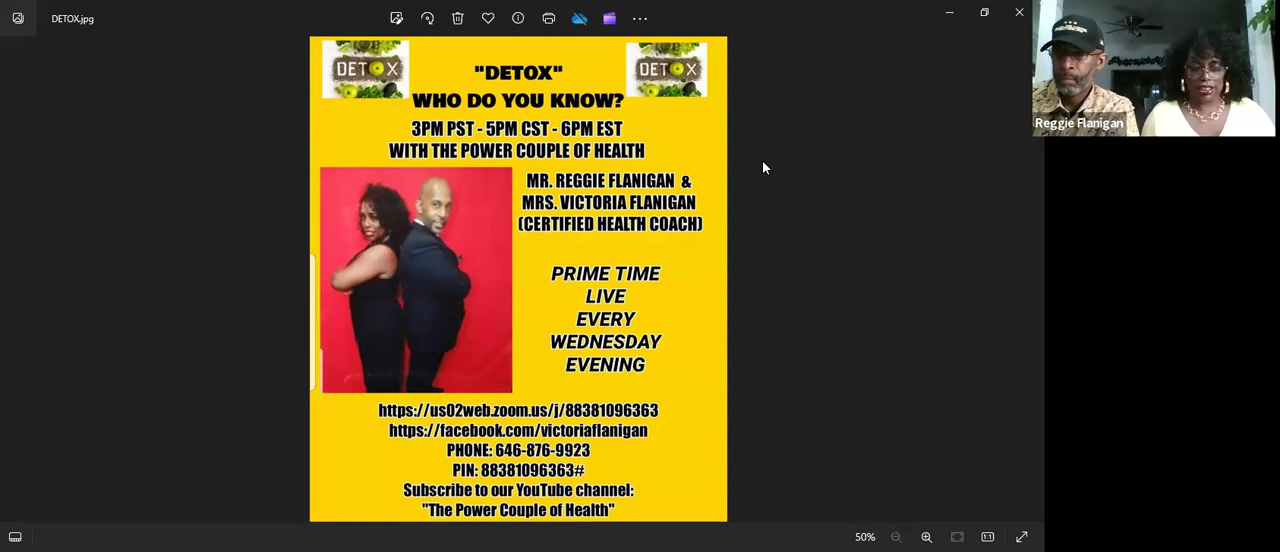 DETOX.jpg
DETOX
DETOX
"DETOX"
WHO DO YOU KNOW?
3PM PST - 5PM CST - 6PM EST
WITH THE POWER COUPLE OF HEALTH
MR. REGGIE FLANIGAN &
MRS. VICTORIA FLANIGAN
(CERTIFIED HEALTH COACH)
PRIME TIME
LIVE
EVERY
WEDNESDAY
EVENING
https://us02web.zoom.us/j/88381096363
https://facebook.com/victoriaflanigan
PHONE: 646-876-9923
PIN: 88381096363#
Subscribe to our YouTube channel:
"The Power Couple of Health"
Reggie Flanigan
50%